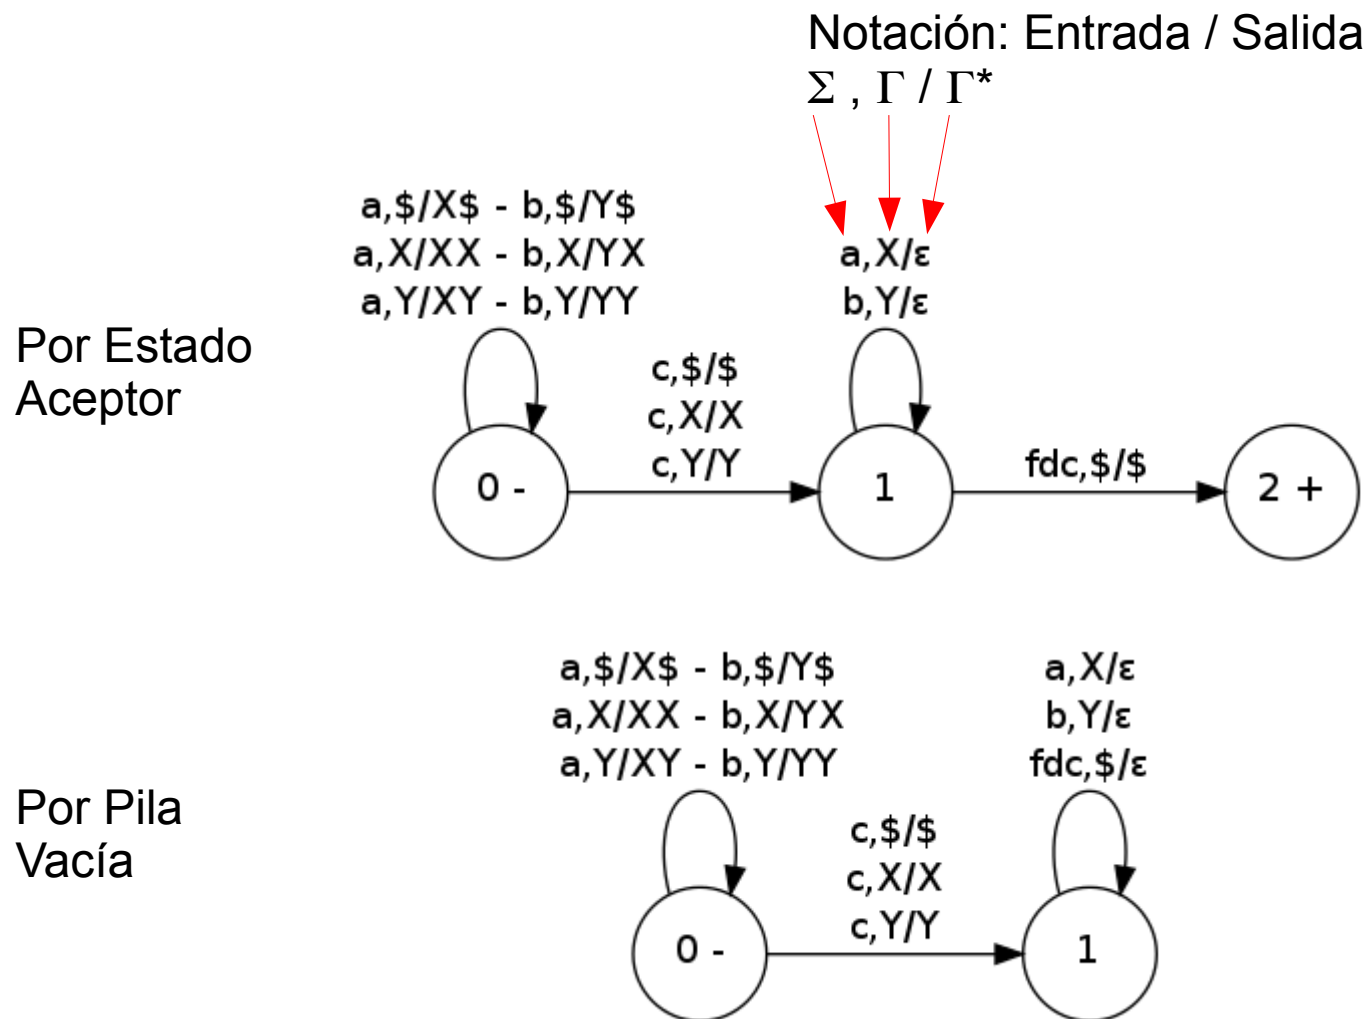 Notación: Entrada / Salida
Σ , Γ / Γ*
a,$/X$ - b,$/Y$
a,X/XX - b,X/YX
a,Y/XY - b,Y/YY
a,X/ε
b,Y/ε
Por Estado
Aceptor
c,$/$
c,X/X
c,Y/Y
fdc,$/$
0 -
1
2 +
a,$/X$ - b,$/Y$
a,X/XX - b,X/YX
a,Y/XY - b,Y/YY
a,X/ε
b,Y/ε
fdc,$/ε
Por Pila
Vacía
c,$/$
c,X/X
c,Y/Y
0 -
1